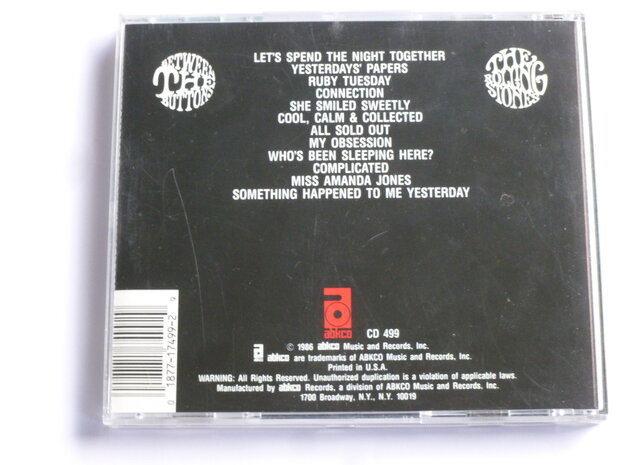 BETWEEN THE BUTTONS
THE ROLLING STONES
LET'S SPEND THE NIGHT TOGETHER
YESTERDAYS' PAPERS
RUBY TUESDAY
CONNECTION
SHE SMILED SWEETLY
COOL, CALM & COLLECTED
ALL SOLD OUT
MY OBSESSION
WHO'S BEEN SLEEPING HERE?
COMPLICATED
MISS AMANDA JONES
SOMETHING HAPPENED TO ME YESTERDAY
abkco
CD 499
© 1986 abkco Music and Records, Inc.
abkco are trademarks of ABKCO Music and Records, Inc.
Printed in U.S.A.
WARNING: All Rights Reserved. Unauthorized duplication is a violation of applicable laws.
Manufactured by abkco Records, a division of ABKCO Music and Records, Inc.
1700 Broadway, N.Y., N.Y. 10019
0 1877-17499-2 9